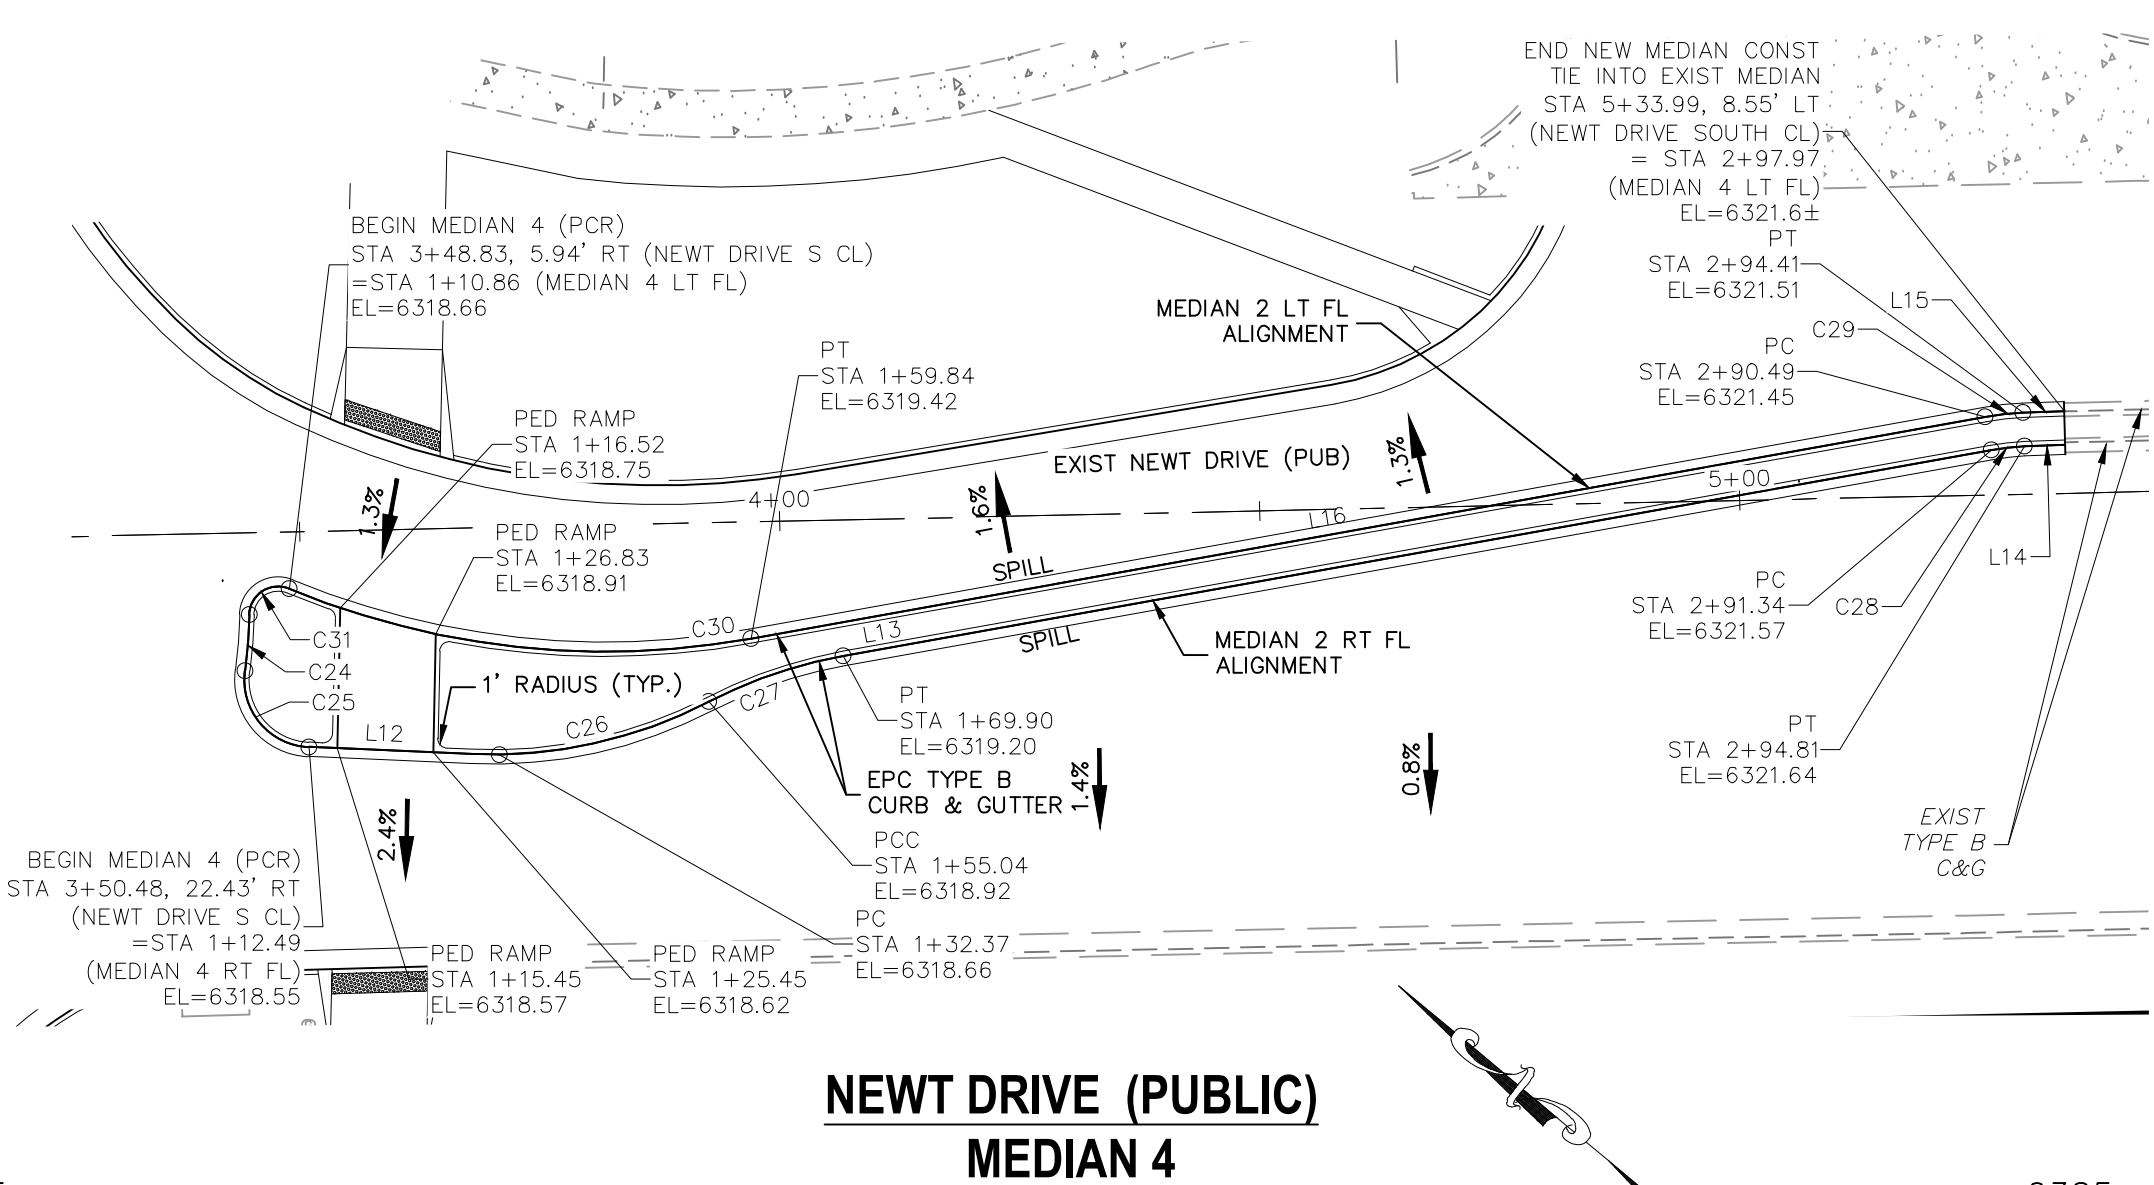 END NEW MEDIAN CONST
TIE INTO EXIST MEDIAN
STA 5+33.99, 8.55' LT
(NEWT DRIVE SOUTH CL)
= STA 2+97.97
(MEDIAN 4 LT FL)
EL=6321.6±
BEGIN MEDIAN 4 (PCR)
STA 3+48.83, 5.94' RT (NEWT DRIVE S CL)
=STA 1+10.86 (MEDIAN 4 LT FL)
EL=6318.66
PT
STA 2+94.41
EL=6321.51
L15
C29
MEDIAN 2 LT FL
ALIGNMENT
PC
STA 2+90.49
EL=6321.45
PT
STA 1+59.84
EL=6319.42
PED RAMP
STA 1+16.52
EL=6318.75
EXIST NEWT DRIVE (PUB)
1.3%
1.3%
1.6%
4+00
5+00
L16
PED RAMP
STA 1+26.83
EL=6318.91
SPILL
L14
PC
STA 2+91.34
EL=6321.57
C28
C31
C30
L13
SPILL
MEDIAN 2 RT FL
ALIGNMENT
C24
C25
1' RADIUS (TYP.)
C27
C26
L12
PT
STA 1+69.90
EL=6319.20
PT
STA 2+94.81
EL=6321.64
EPC TYPE B
CURB & GUTTER
1.4%
0.8%
2.4%
EXIST
TYPE B
C&G
PCC
STA 1+55.04
EL=6318.92
BEGIN MEDIAN 4 (PCR)
STA 3+50.48, 22.43' RT
(NEWT DRIVE S CL)
=STA 1+12.49
(MEDIAN 4 RT FL)
EL=6318.55
PC
STA 1+32.37
EL=6318.66
PED RAMP
STA 1+15.45
EL=6318.57
PED RAMP
STA 1+25.45
EL=6318.62
NEWT DRIVE (PUBLIC)
MEDIAN 4